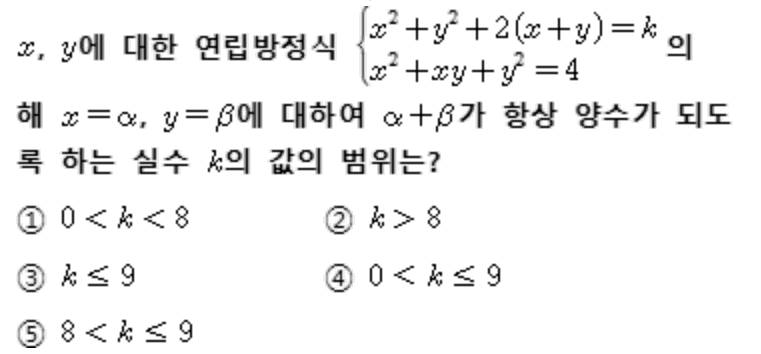 x, y에 대한 연립방정식 { x² + y² + 2(x + y) = k
x² + xy + y² = 4 의
해 x = α, y = β에 대하여 α + β가 항상 양수가 되도
록 하는 실수 k의 값의 범위는?
① 0 < k < 8 ② k > 8
③ k ≤ 9 ④ 0 < k ≤ 9
⑤ 8 < k ≤ 9